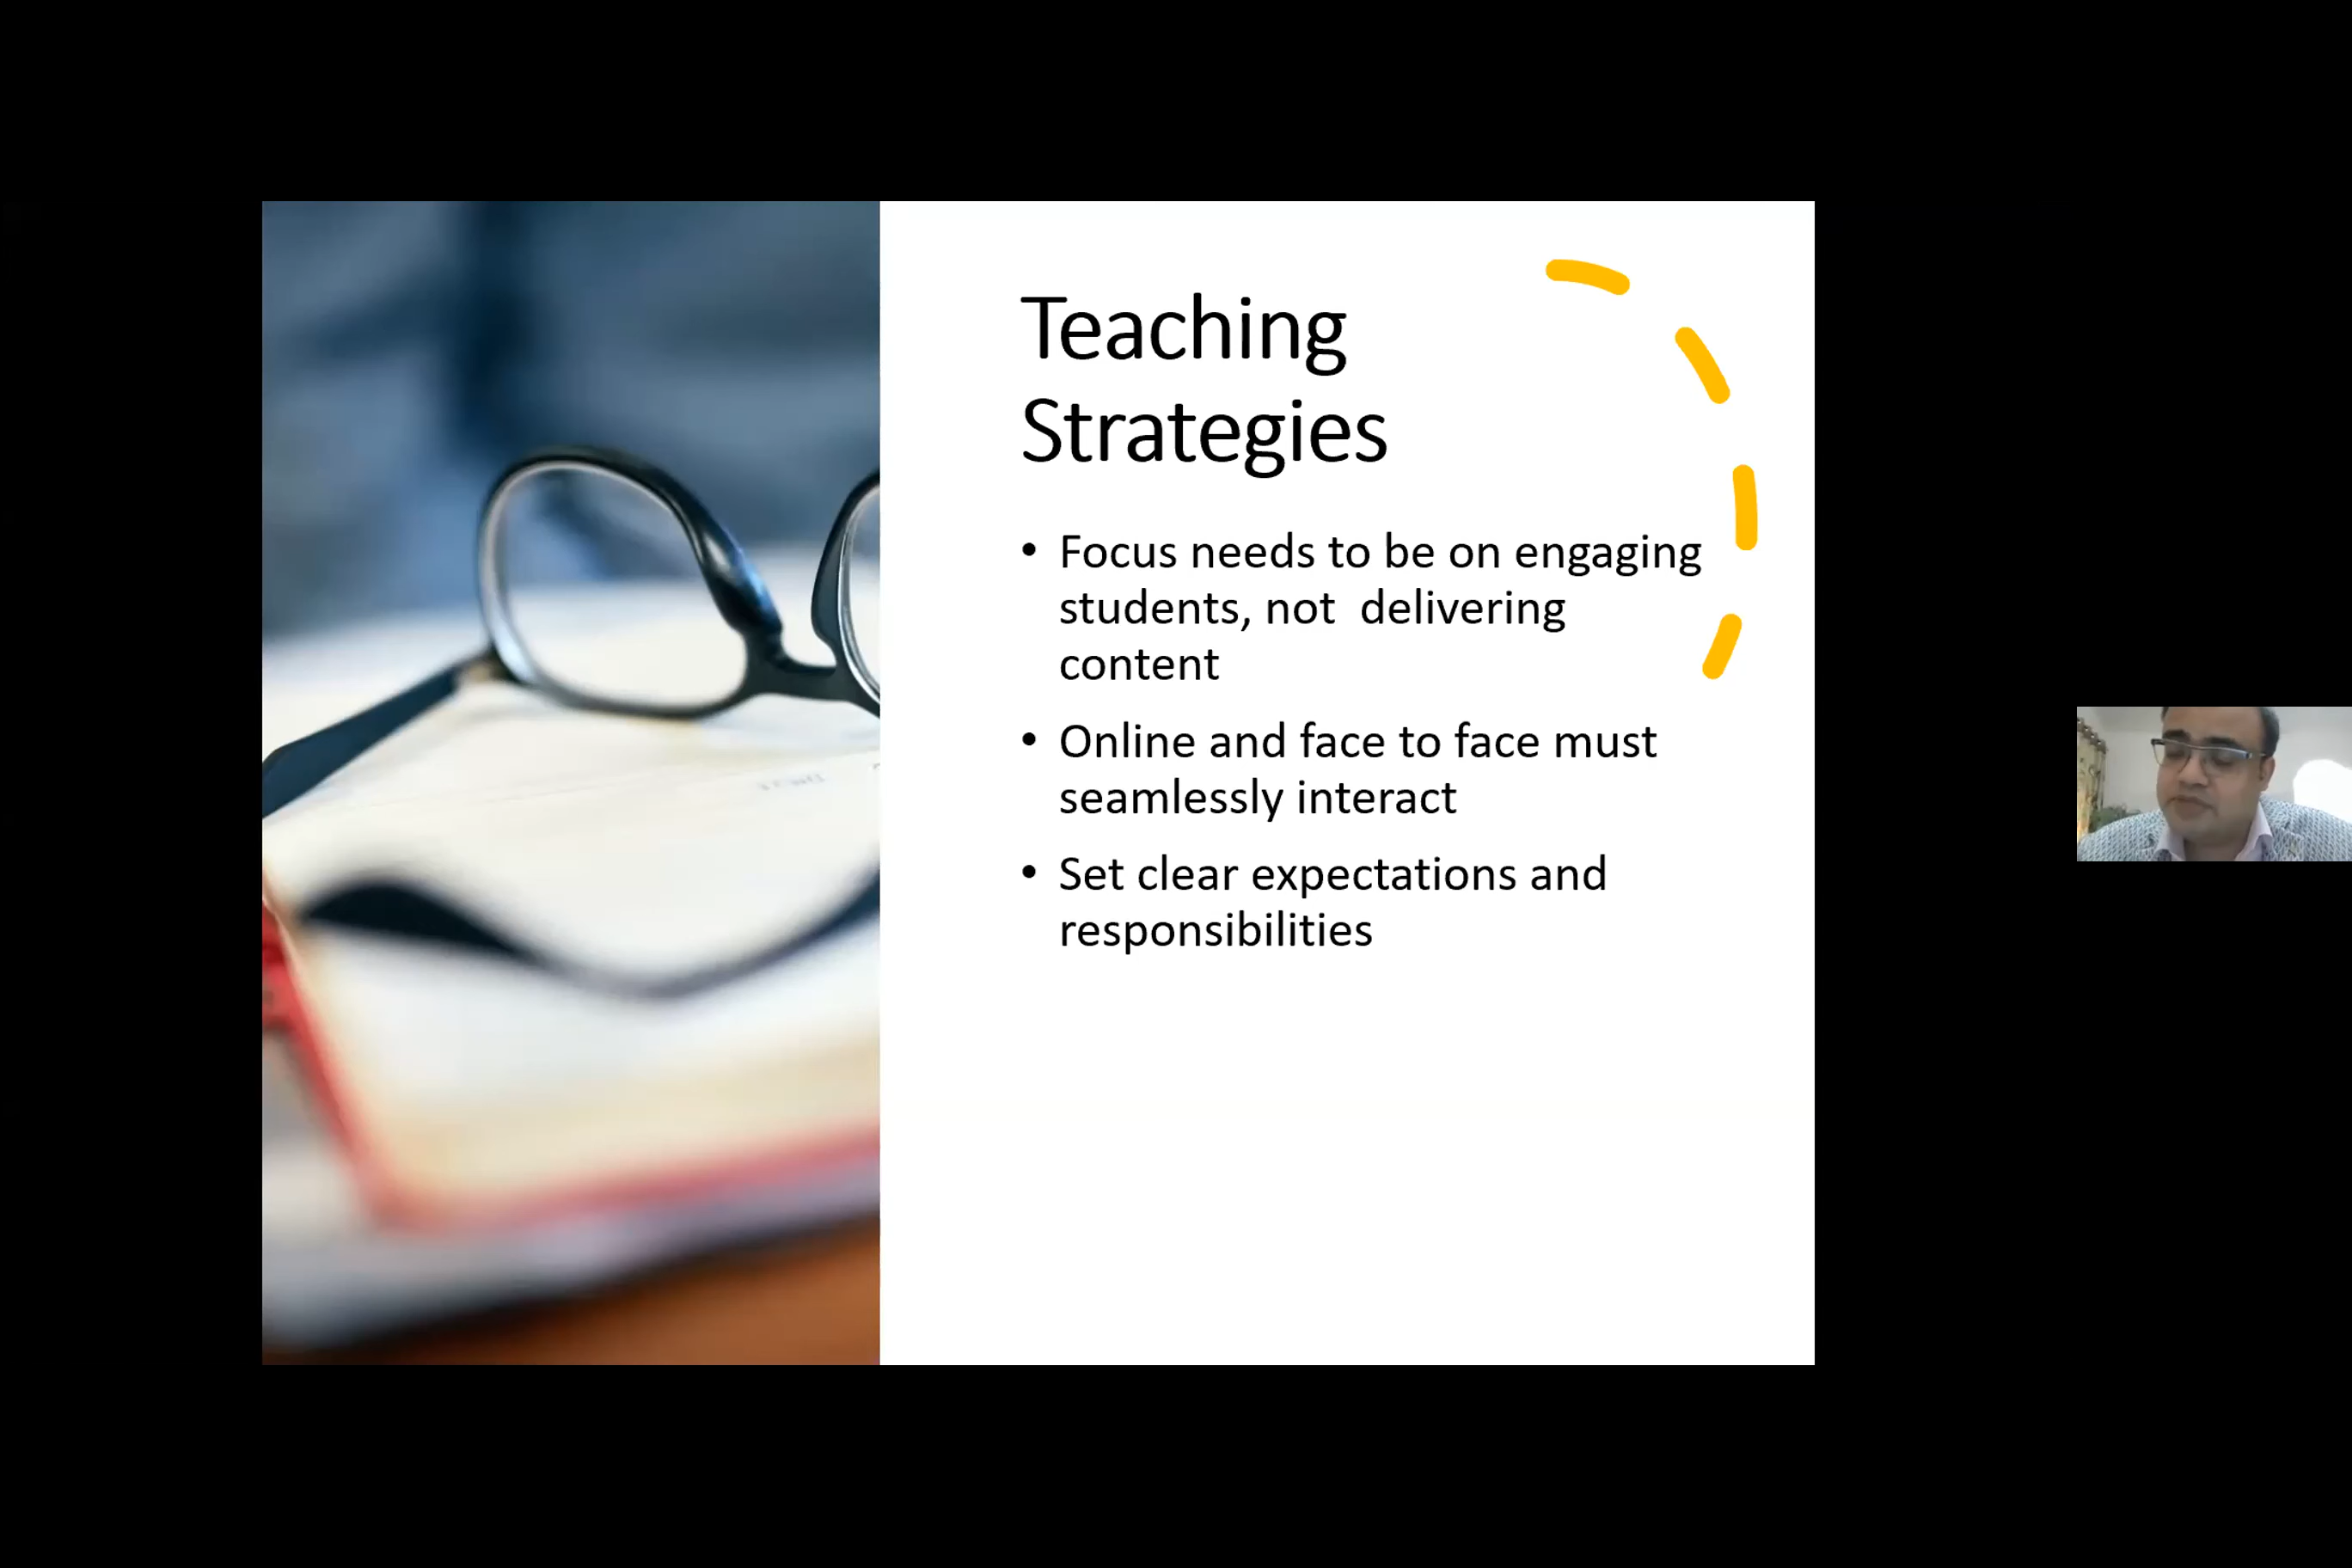 Teaching
Strategies
• Focus needs to be on engaging
students, not  delivering
content
• Online and face to face must
seamlessly interact
• Set clear expectations and
responsibilities